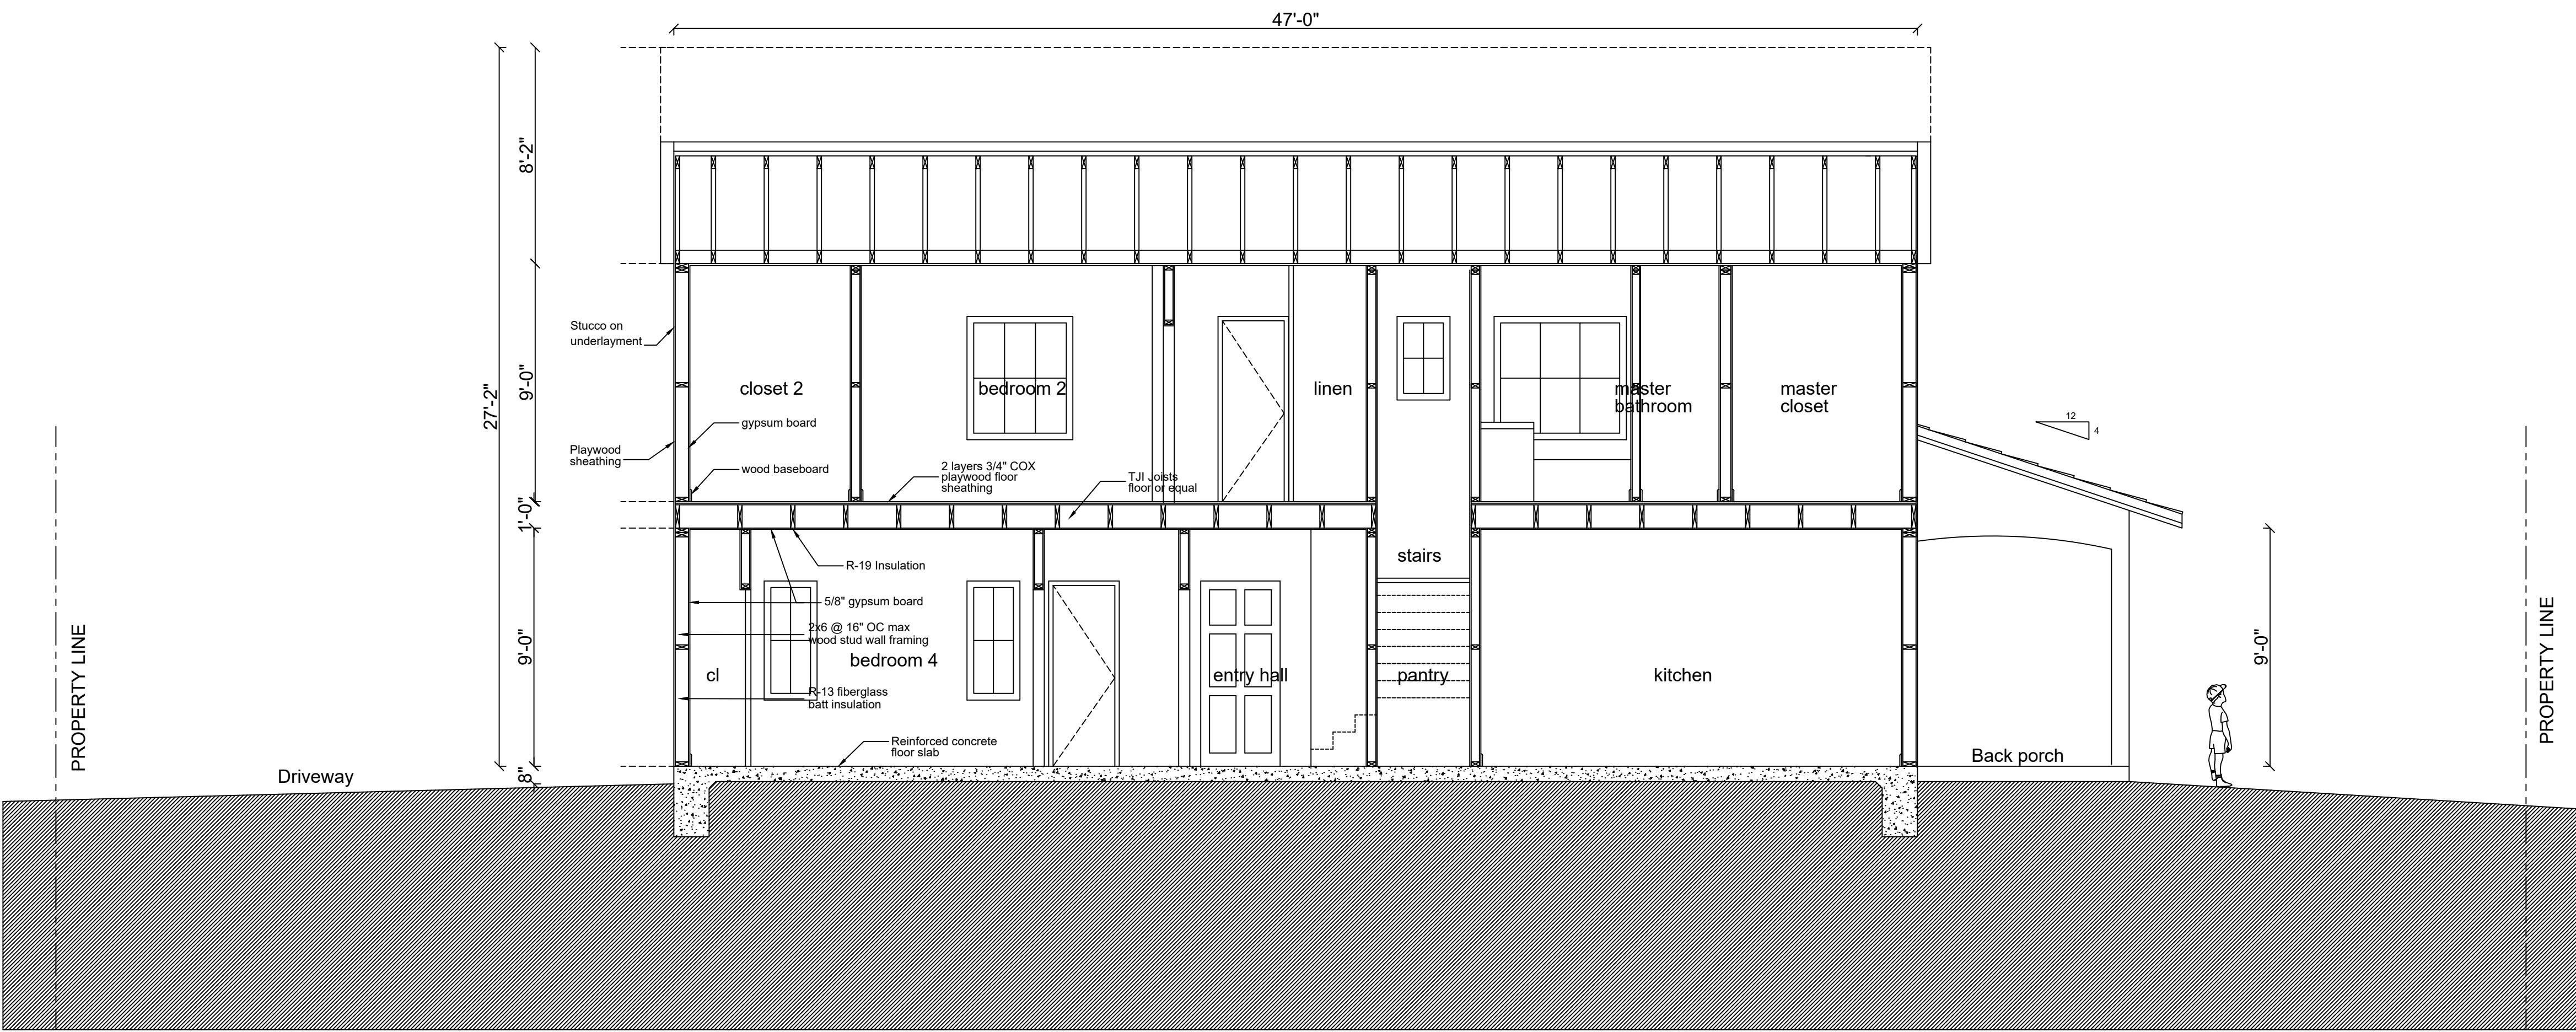 47'-0"
8'-2"
27'-2"
9'-0"
1'-0"
9'-0"
8"
Stucco on
underlayment
Playwood
sheathing
closet 2
gypsum board
wood baseboard
bedroom 2
2 layers 3/4" COX
playwood floor
sheathing
TJI Joists
floor or equal
linen
master
bathroom
master
closet
12
4
R-19 Insulation
5/8" gypsum board
2x6 @ 16" OC max
wood stud wall framing
bedroom 4
cl
R-13 fiberglass
batt insulation
Reinforced concrete
floor slab
entry hall
stairs
pantry
kitchen
Back porch
9'-0"
PROPERTY LINE
Driveway
PROPERTY LINE